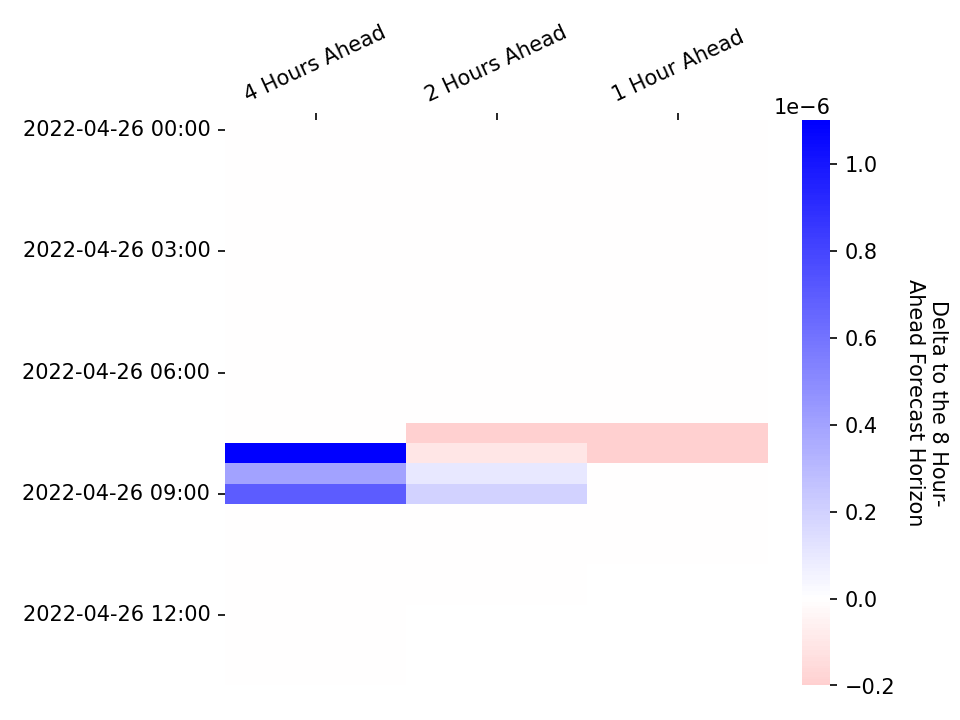 4 Hours Ahead
2 Hours Ahead
1 Hour Ahead
1e−6
2022-04-26 00:00
2022-04-26 03:00
2022-04-26 06:00
2022-04-26 09:00
2022-04-26 12:00
1.0
0.8
0.6
0.4
0.2
0.0
−0.2
Delta to the 8 Hour-
Ahead Forecast Horizon